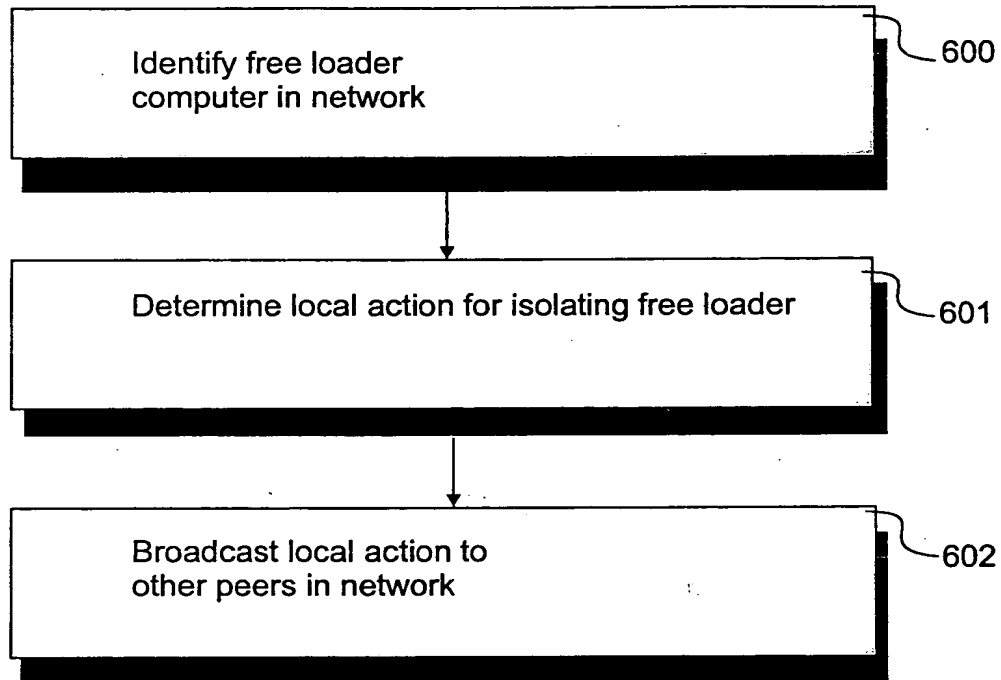 Identify free loader
computer in network
600
Determine local action for isolating free loader
601
Broadcast local action to
other peers in network
602